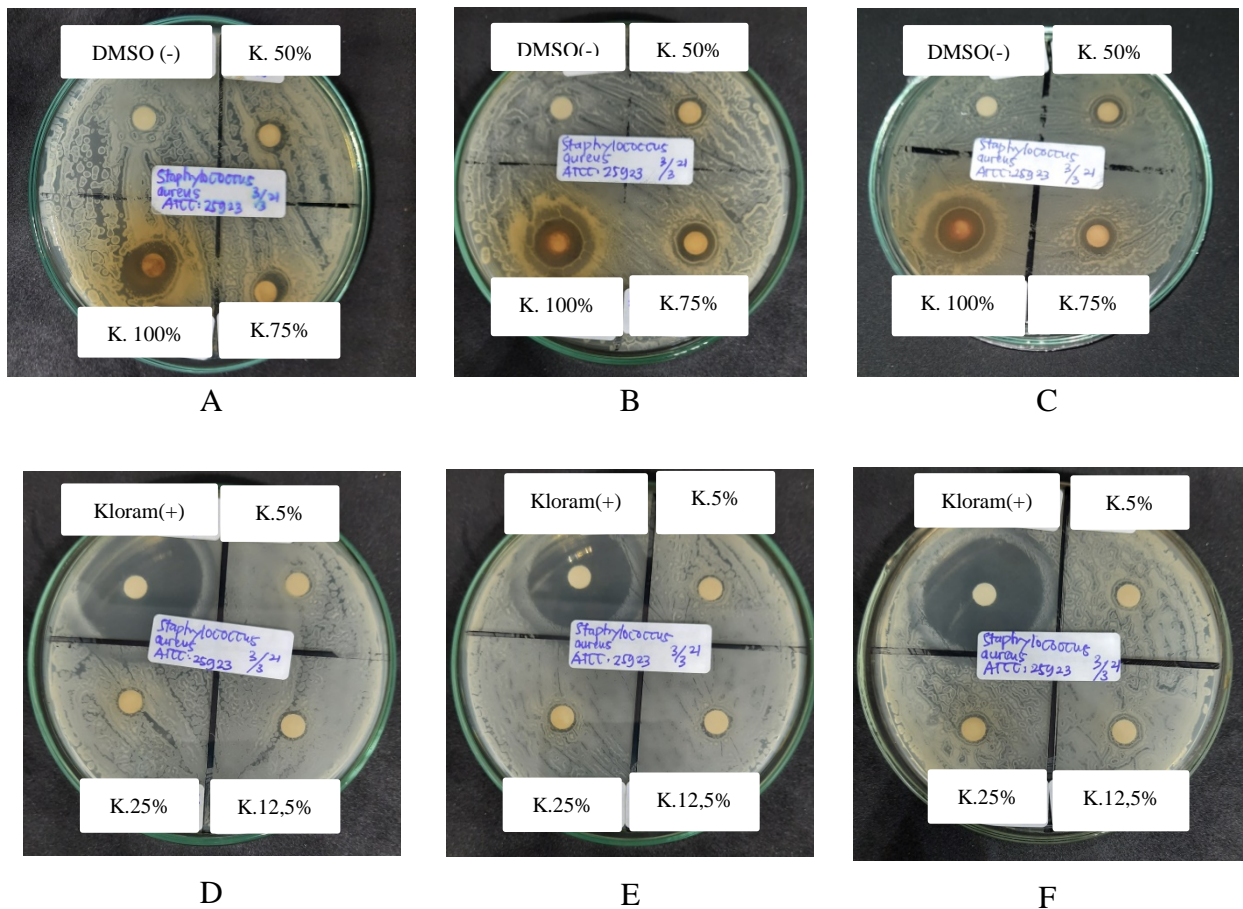 DMSO (-)
K. 50%
Staphylococcus
aureus 3/21
ATCC: 25923 /3
K. 100%
K.75%
A
DMSO(-)
K. 50%
Staphylococcus
aureus 3/21
ATCC: 25923 /3
K. 100%
K.75%
B
DMSO(-)
K. 50%
Staphylococcus
aureus 3/21
ATCC: 25923 /3
K. 100%
K.75%
C
Kloram(+)
K.5%
Staphylococcus
aureus 3/21
ATCC: 25923 /3
K.25%
K.12,5%
D
Kloram(+)
K.5%
Staphylococcus
aureus 3/21
ATCC: 25923 /3
K.25%
K.12,5%
E
Kloram(+)
K.5%
Staphylococcus
aureus 3/21
ATCC: 25923 /3
K.25%
K.12,5%
F